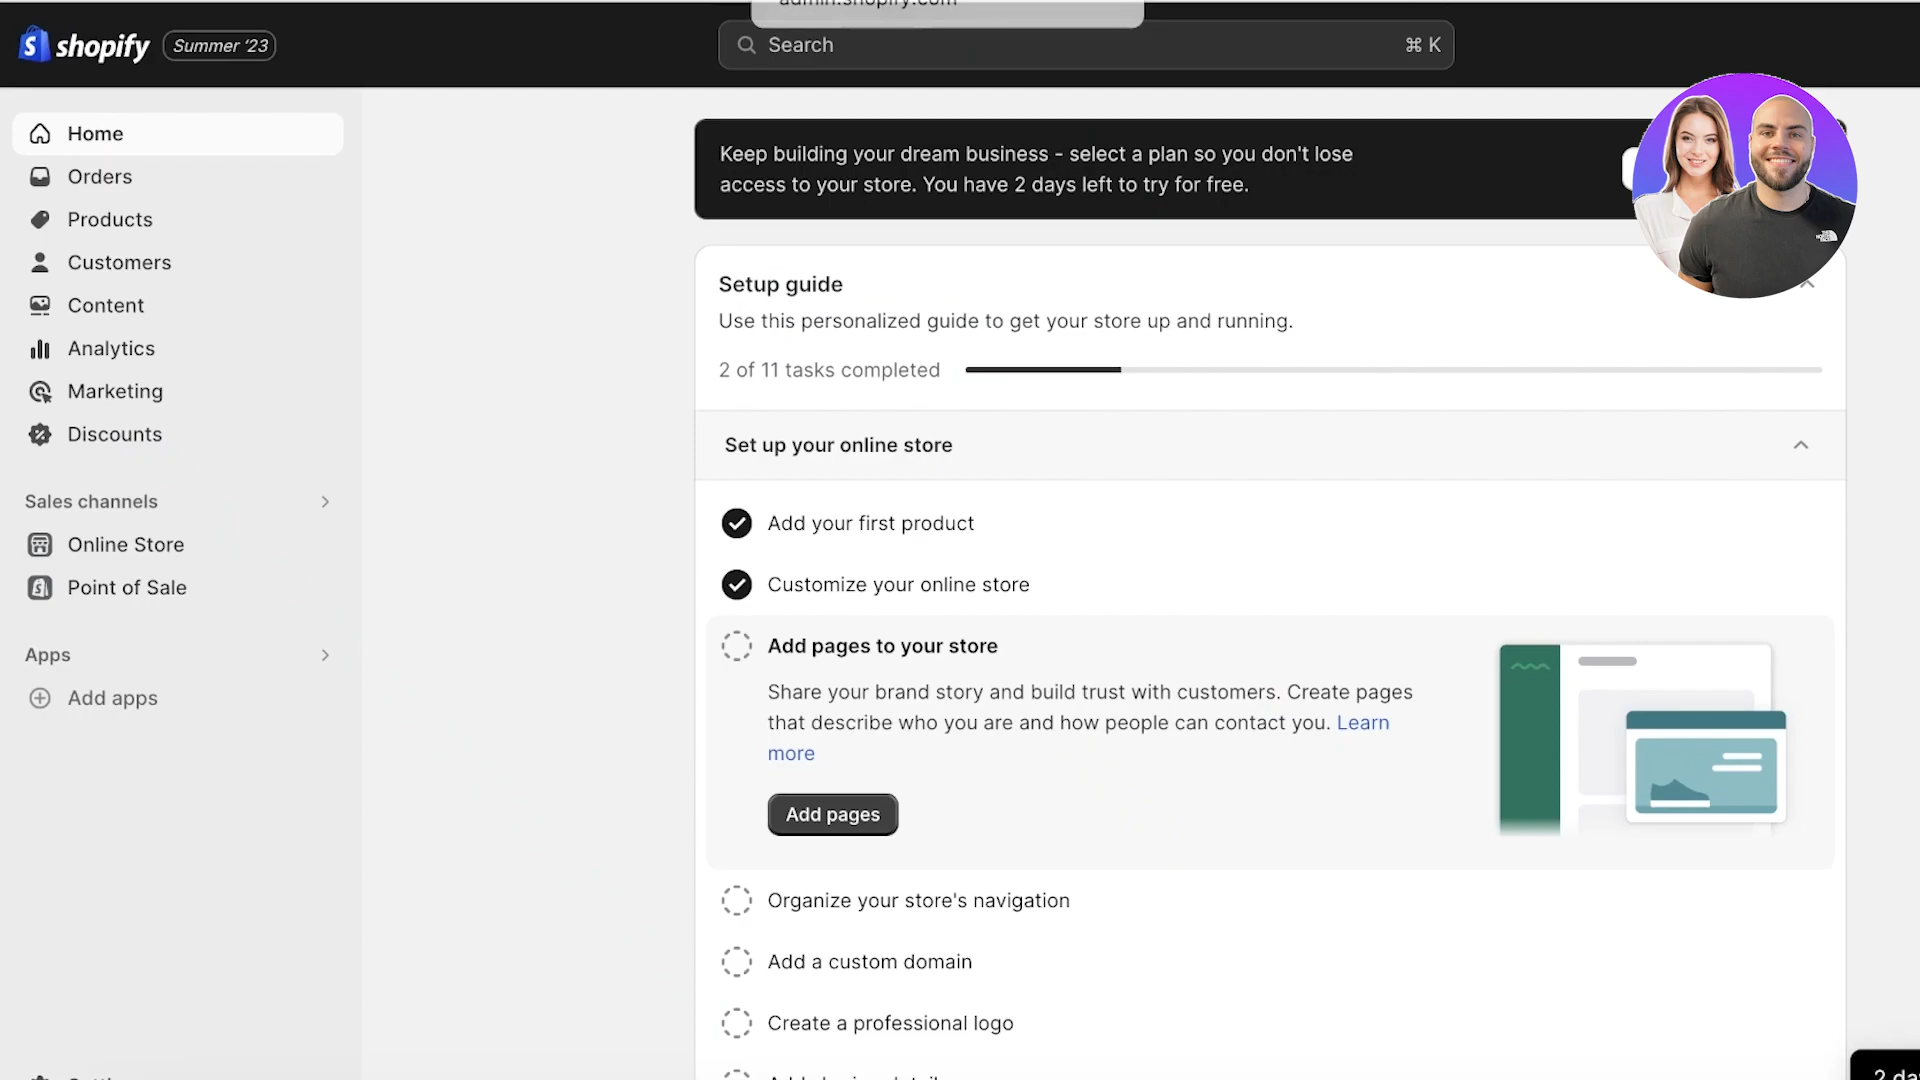 shopify
Summer '23
Search
⌘ K
Home
Orders
Products
Customers
Content
Analytics
Marketing
Discounts
Sales channels
Online Store
Point of Sale
Apps
Add apps
Keep building your dream business - select a plan so you don't lose
access to your store. You have 2 days left to try for free.
Setup guide
Use this personalized guide to get your store up and running.
2 of 11 tasks completed
Set up your online store
Add your first product
Customize your online store
Add pages to your store
Share your brand story and build trust with customers. Create pages
that describe who you are and how people can contact you. Learn
more
Add pages
Organize your store's navigation
Add a custom domain
Create a professional logo